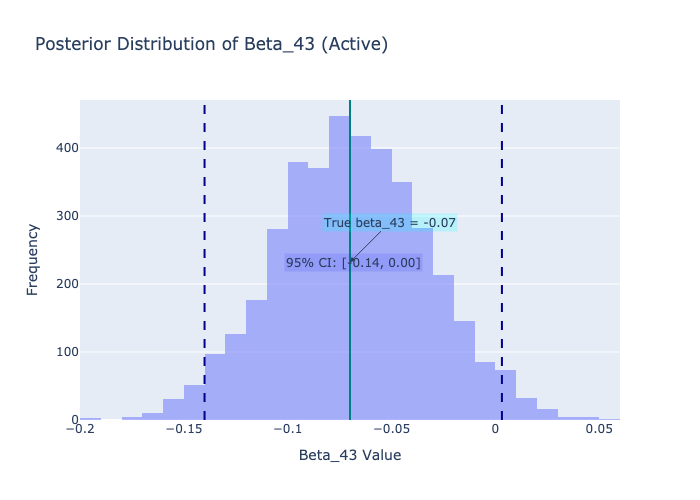 Posterior Distribution of Beta_43 (Active)
Frequency
400
300
200
100
0
True beta_43 = -0.07
95% CI: [-0.14, 0.00]
−0.2
−0.15
−0.1
−0.05
0
0.05
Beta_43 Value